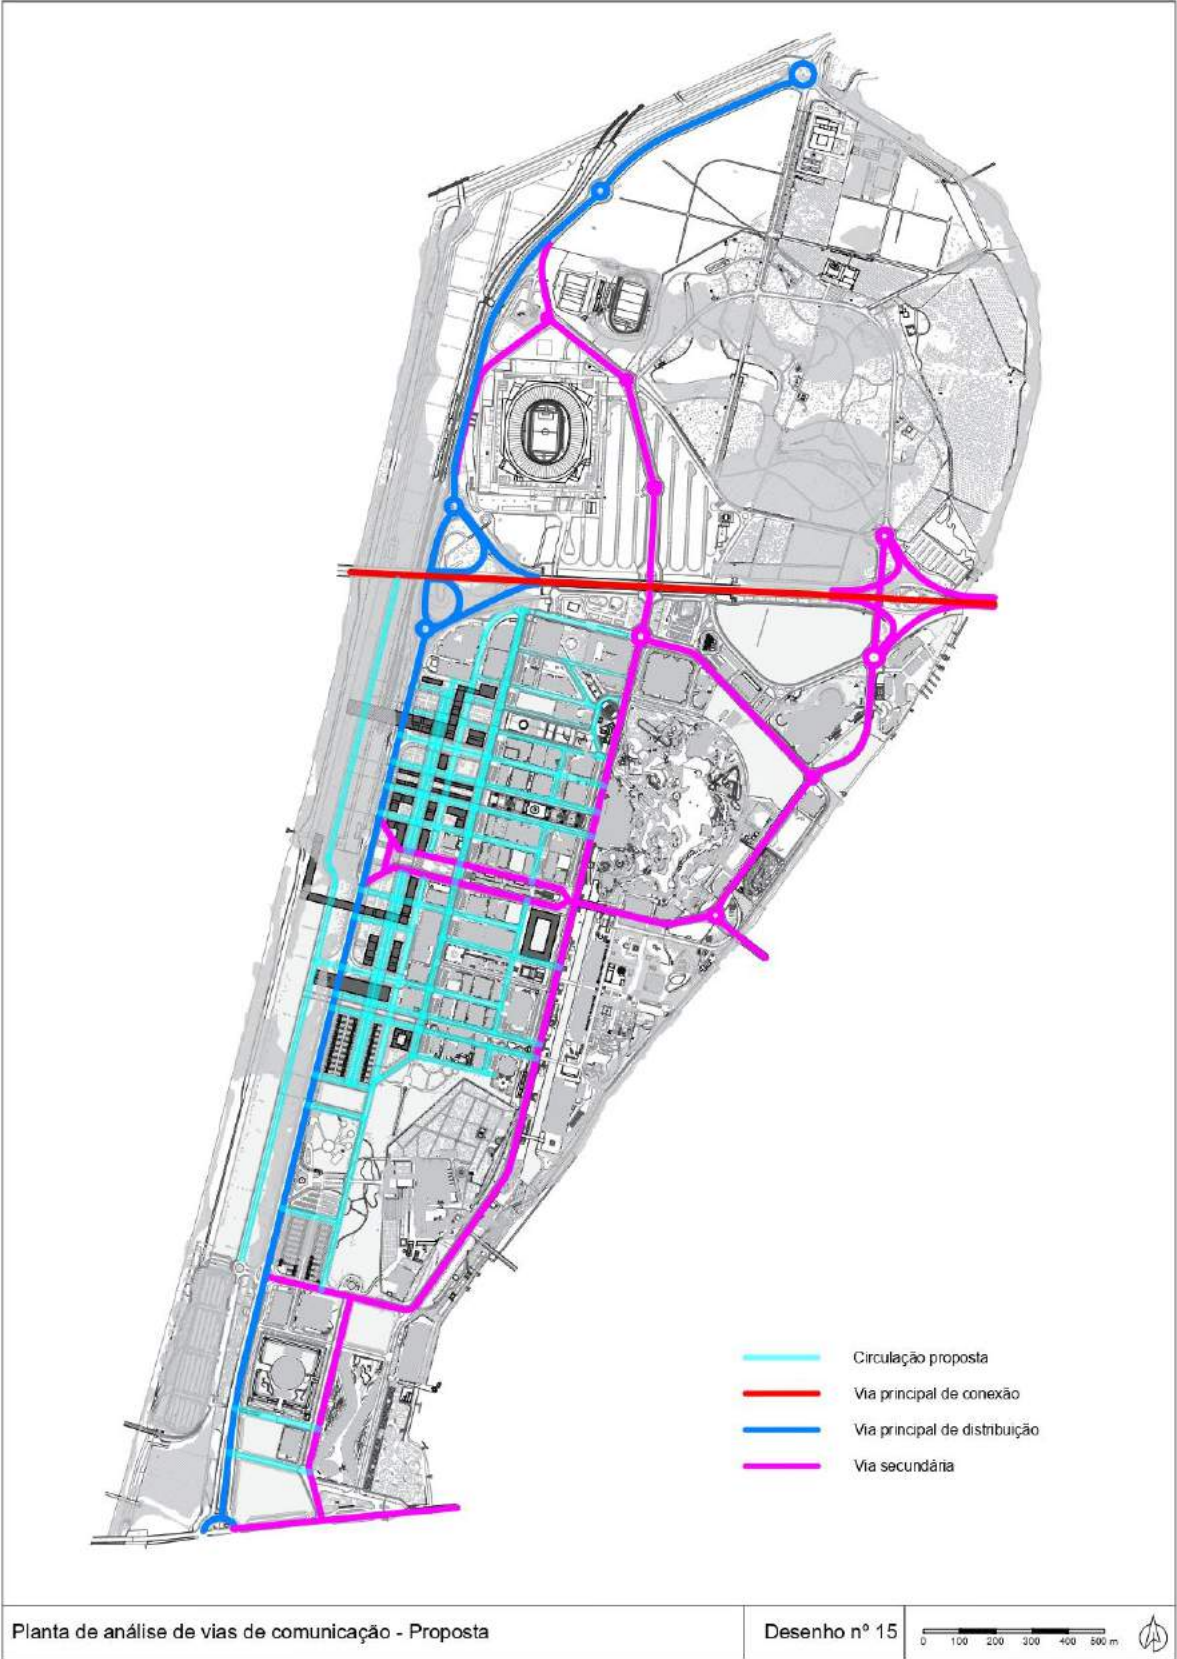 Circulação proposta
Via principal de conexão
Via principal de distribuição
Via secundária
Planta de análise de vias de comunicação - Proposta
Desenho nº 15
0 100 200 300 400 500 m